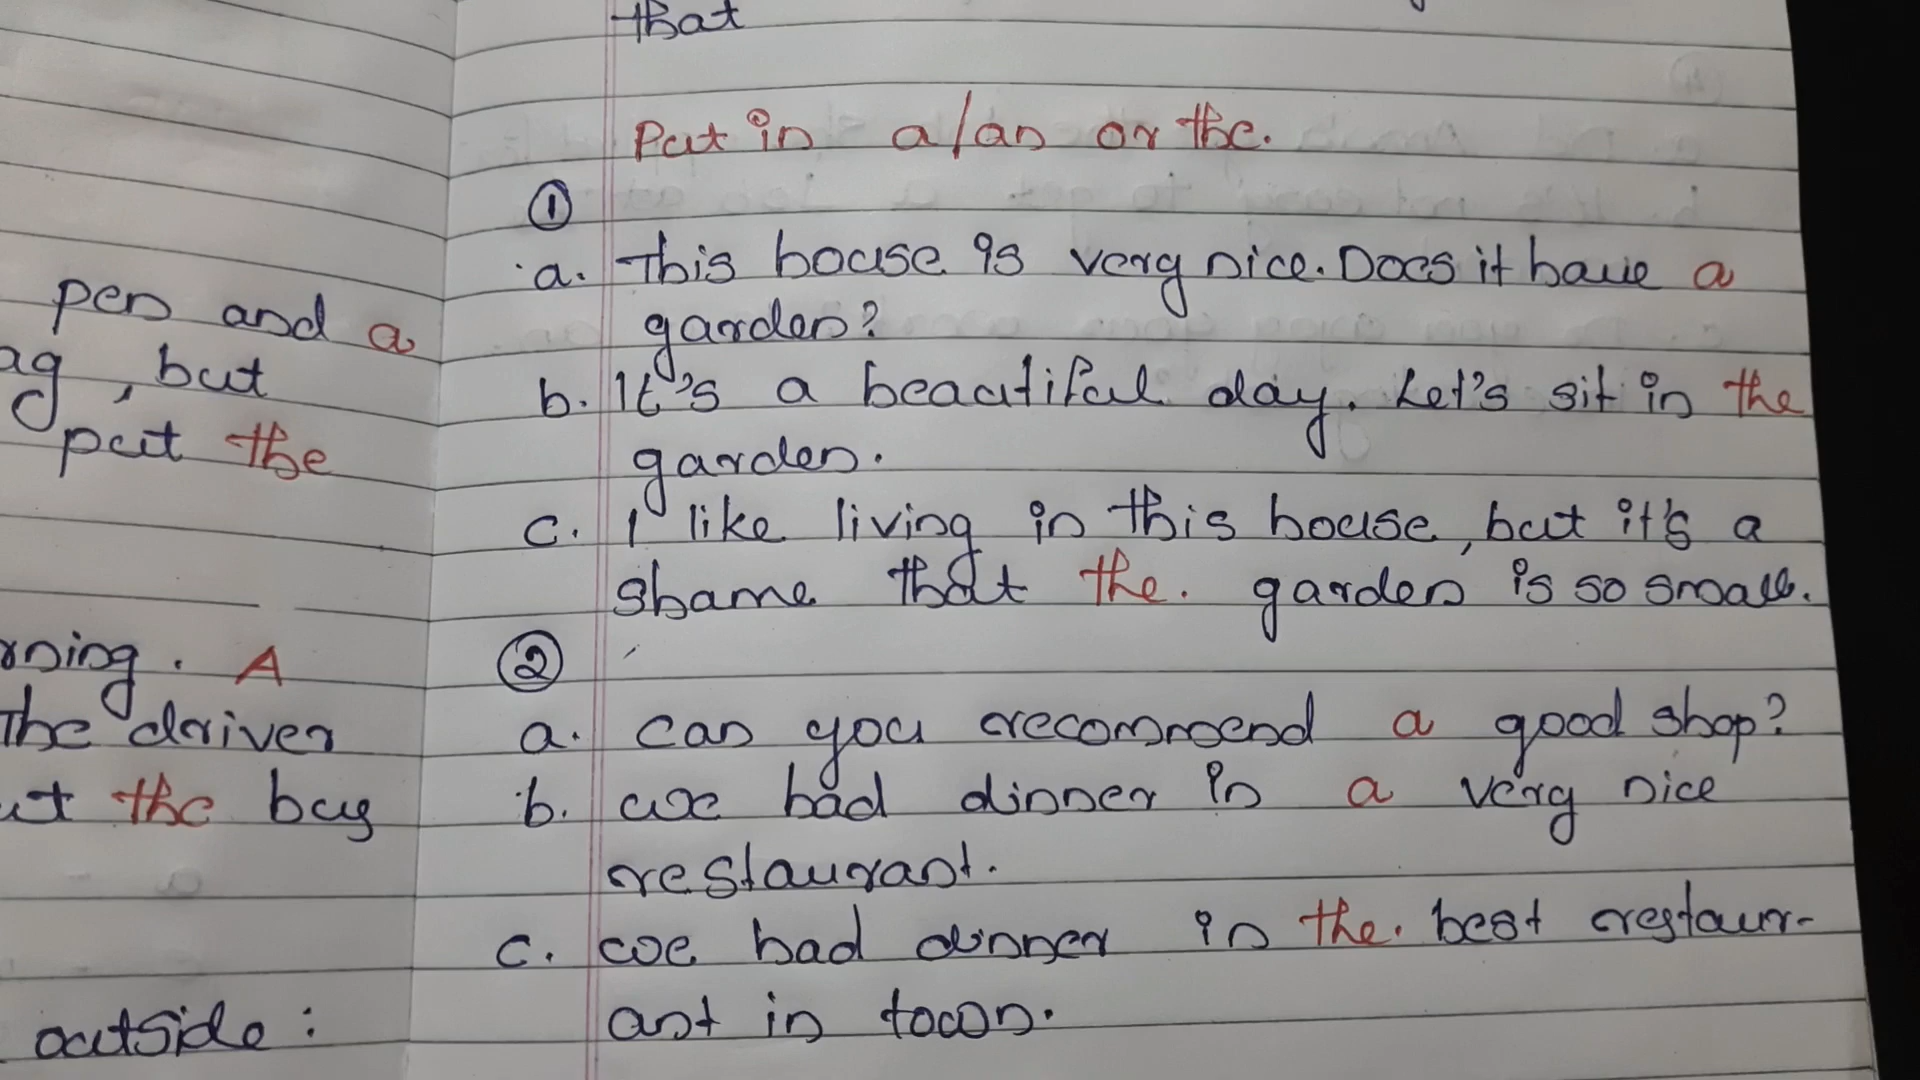 pen and a
ag, but
put the
rning. A
The driver
ut the bus
outside:
that
Put in a/an or the.
①
a. This house is very nice. Does it have a
garden?
b. It's a beautiful day. Let's sit in the
garden.
c. I like living in this house, but it's a
shame that the. garden is so small.
②
a. can you recommend a good shop?
b. we had dinner in a very nice
restaurant.
c. we had dinner in the. best restaur-
ant in town.